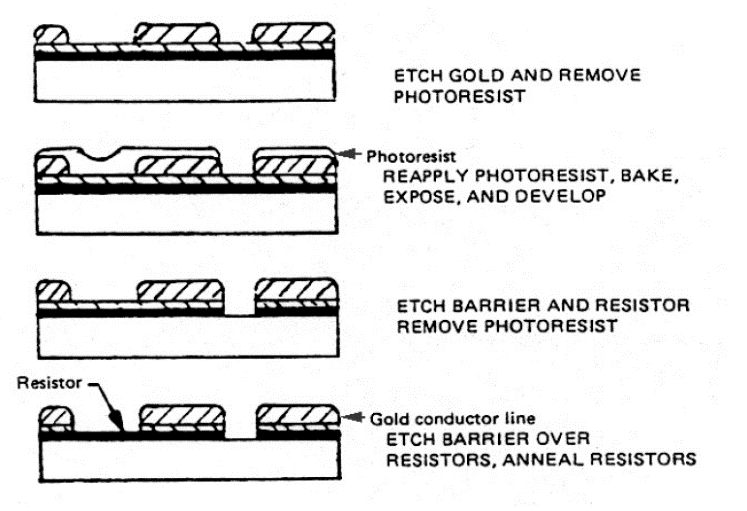 ETCH GOLD AND REMOVE
PHOTORESIST
Photoresist
REAPPLY PHOTORESIST, BAKE,
EXPOSE, AND DEVELOP
ETCH BARRIER AND RESISTOR
REMOVE PHOTORESIST
Resistor
Gold conductor line
ETCH BARRIER OVER
RESISTORS, ANNEAL RESISTORS